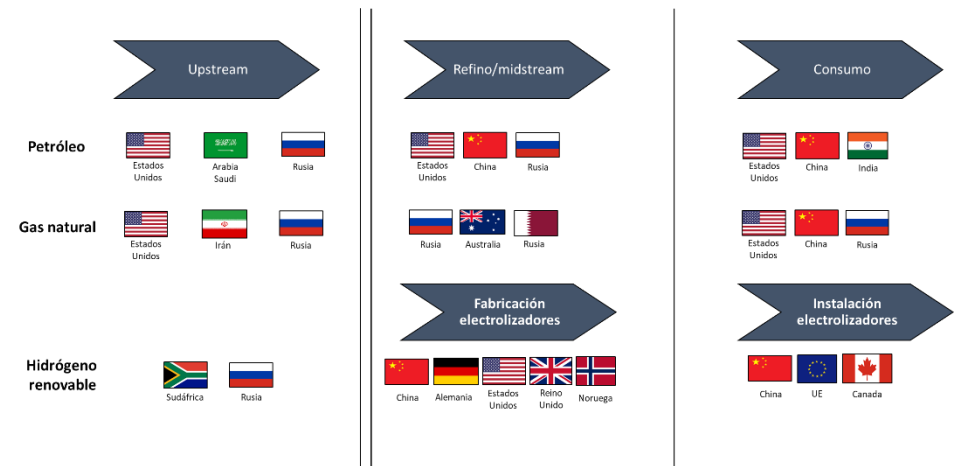 Upstream
Refino/midstream
Consumo
Petróleo
Estados
Unidos
Arabia
Saudi
Rusia
Estados
Unidos
China
Rusia
Estados
Unidos
China
India
Gas natural
Estados
Unidos
Irán
Rusia
Rusia
Australia
Rusia
Estados
Unidos
China
Rusia
Fabricación
electrolizadores
Instalación
electrolizadores
Hidrógeno
renovable
Sudáfrica
Rusia
China
Alemania
Estados
Unidos
Reino
Unido
Noruega
China
UE
Canada